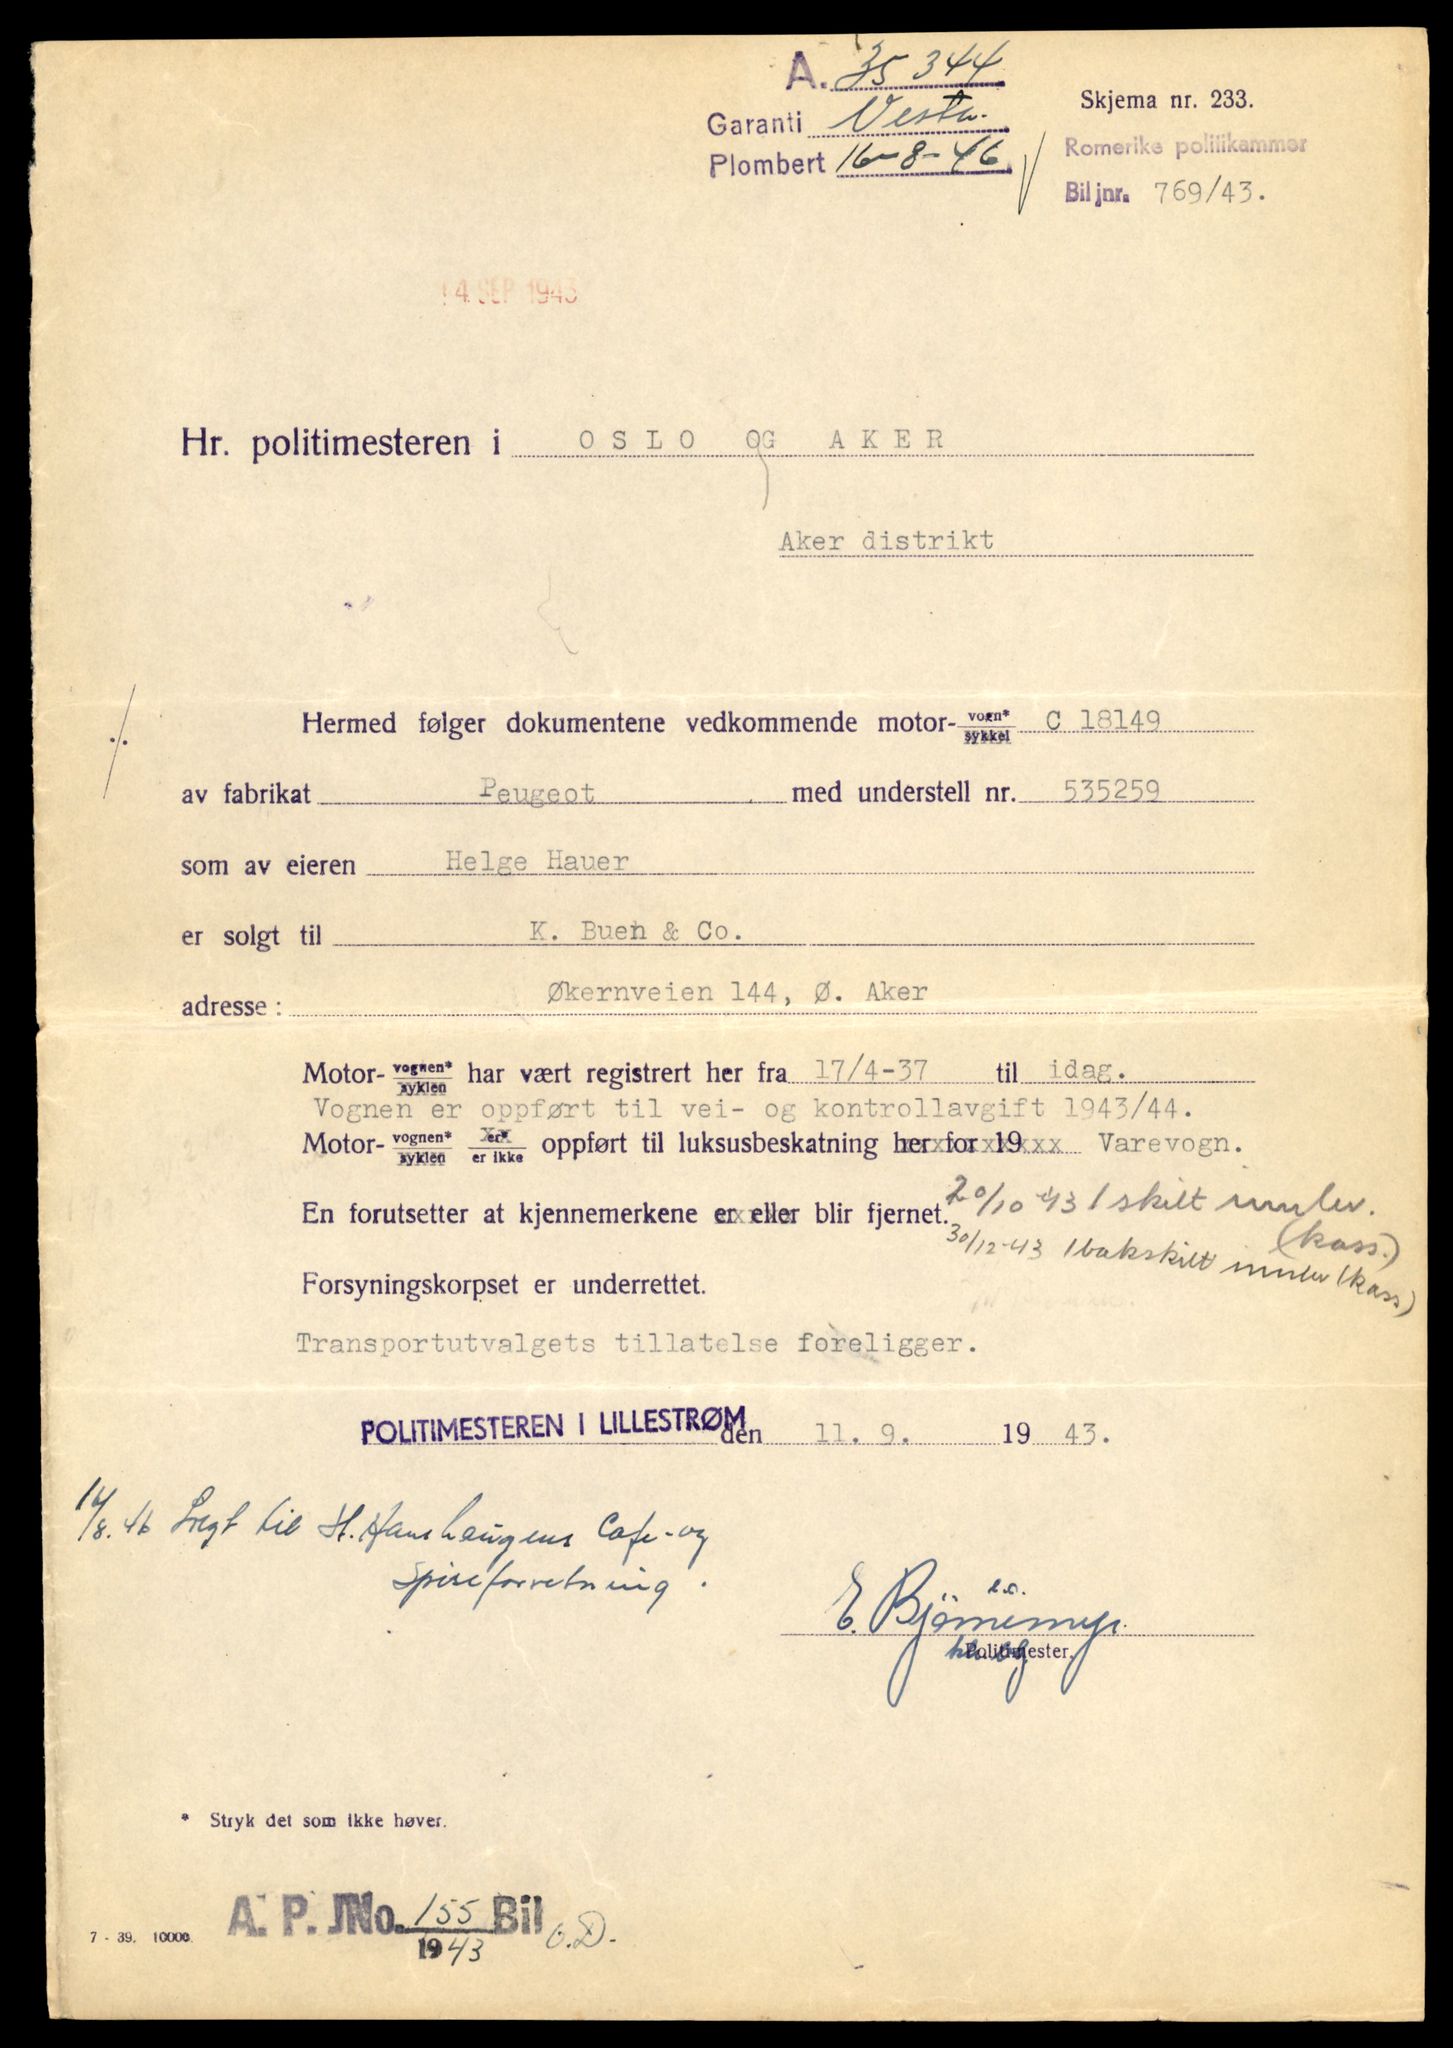 A. 35344
Garanti Vesta.
Plombert 16-8-46
Skjema nr. 233.
Romerike politikammer
Bil jnr. 769/43.
14 SEP 1943
Hr. politimesteren i OSLO OG AKER
Aker distrikt
Hermed følger dokumentene vedkommende motor- vogn* / sykkel C 18149
av fabrikat Peugeot med understell nr. 535259
som av eieren Helge Hauer
er solgt til K. Bueh & Co.
adresse: Økernveien 144, Ø. Aker
Motor- vognen* / syklen har vært registrert her fra 17/4-37 til idag.
Vognen er oppført til vei- og kontrollavgift 1943/44.
Motor- vognen* / syklen er* / er ikke oppført til luksusbeskatning her for 19 Varevogn.
En forutsetter at kjennemerkene er eller blir fjernet. 20/10-43 1 skilt innlev.
(kass.)
30/12-43 1 bakskilt innlev (kass)
Forsyningskorpset er underrettet.
Transportutvalgets tillatelse foreligger.
POLITIMESTEREN I LILLESTRØM den 11. 9. 1943.
14/8.46 Solgt til St. Hanshaugens Cafe- og
Spiseforretning.
E.
Politimester.
* Stryk det som ikke høver.
A. P. JNo. 155 Bil O.D.
1943
7 - 39. 10000.